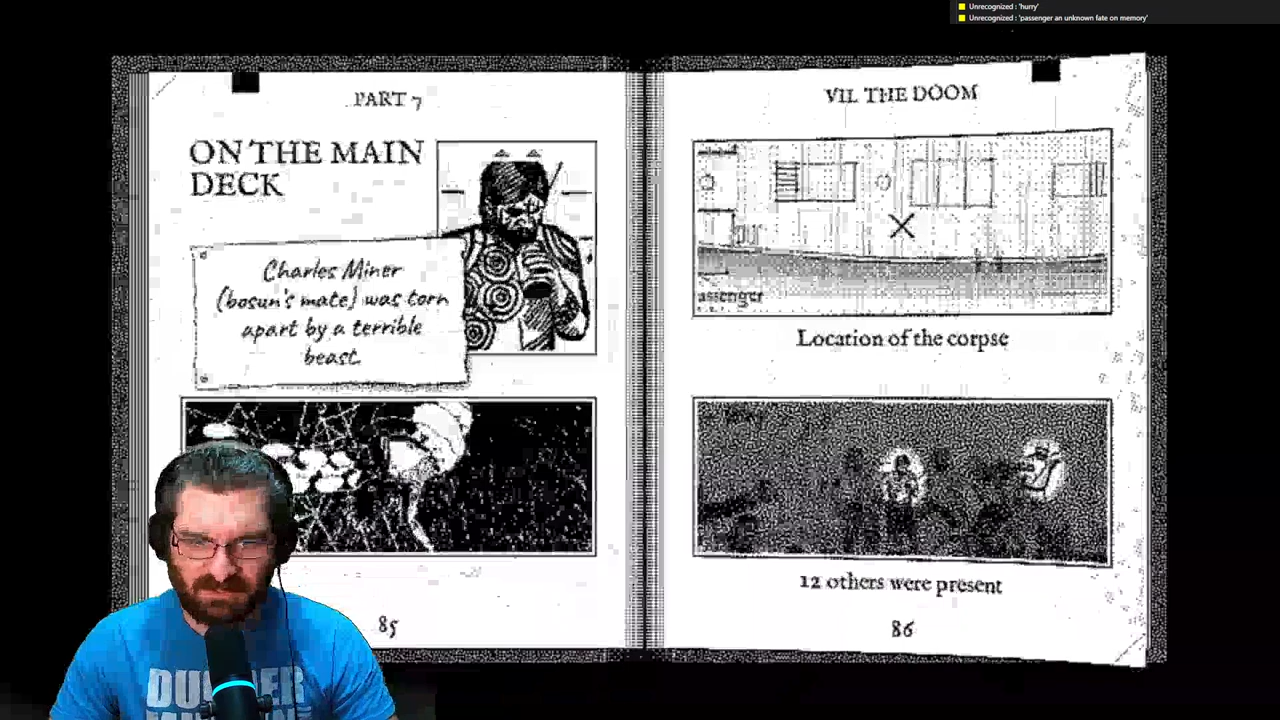 Unrecognized : 'hurry'
Unrecognized : 'passenger an unknown fate on memory'
PART 7
ON THE MAIN
DECK
Charles Miner
(bosun's mate) was torn
apart by a terrible
beast.
85
VII. THE DOOM
assenger
Location of the corpse
12 others were present
86